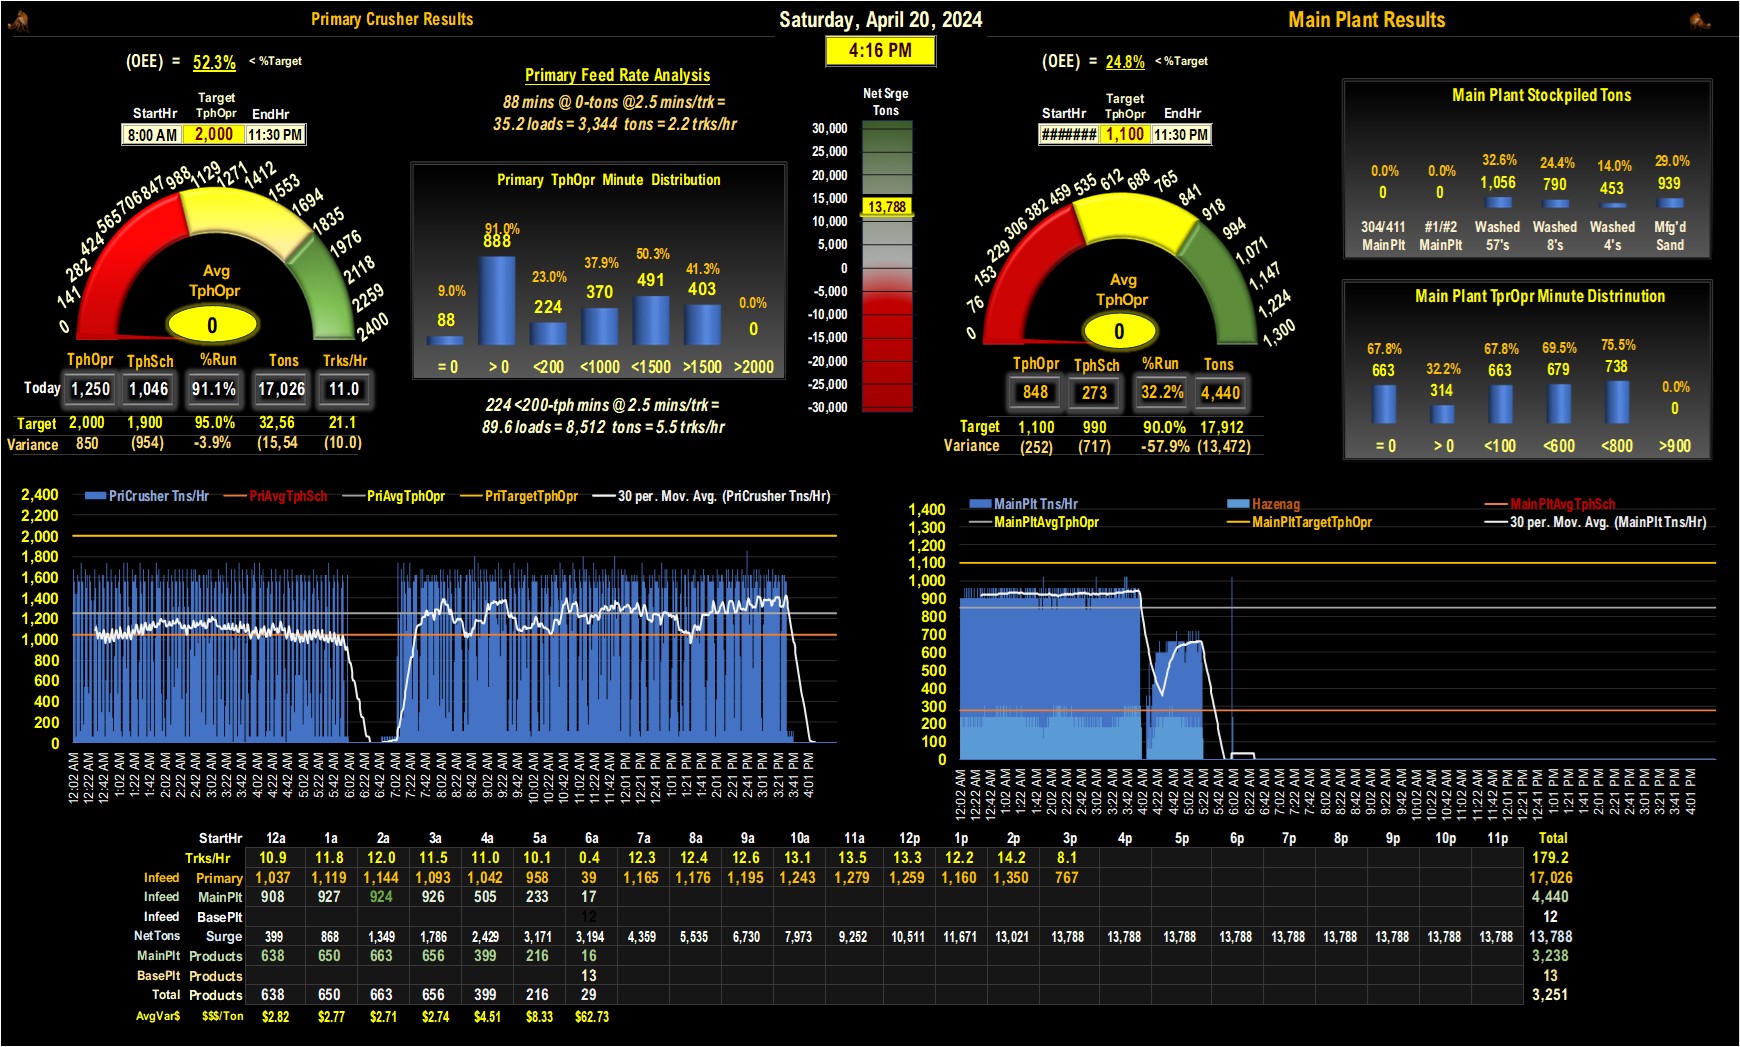 Primary Crusher Results
Saturday, April 20, 2024
Main Plant Results
4:16 PM
(OEE) = 52.3% < %Target
Target
StartHr TphOpr EndHr
8:00 AM 2,000 11:30 PM
0 141 282 424 565 706 847 988 1129 1271 1412 1553 1694 1835 1976 2118 2259 2400
Avg
TphOpr
0
TphOpr TphSch %Run Tons Trks/Hr
Today 1,250 1,046 91.1% 17,026 11.0
Target 2,000 1,900 95.0% 32,56 21.1
Variance 850 (954) -3.9% (15,54 (10.0)
Primary Feed Rate Analysis
88 mins @ 0-tons @2.5 mins/trk =
35.2 loads = 3,344 tons = 2.2 trks/hr
Primary TphOpr Minute Distribution
9.0% 91.0% 23.0% 37.9% 50.3% 41.3% 0.0%
88 888 224 370 491 403 0
= 0 > 0 <200 <1000 <1500 >1500 >2000
224 <200-tph mins @ 2.5 mins/trk =
89.6 loads = 8,512 tons = 5.5 trks/hr
Net Srge
Tons
30,000
25,000
20,000
15,000
13,788
10,000
5,000
0
-5,000
-10,000
-15,000
-20,000
-25,000
-30,000
(OEE) = 24.8% < %Target
Target
StartHr TphOpr EndHr
####### 1,100 11:30 PM
0 76 153 229 306 382 459 535 612 688 765 841 918 994 1,071 1,147 1,224 1,300
Avg
TphOpr
0
TphOpr TphSch %Run Tons
848 273 32.2% 4,440
Target 1,100 990 90.0% 17,912
Variance (252) (717) -57.9% (13,472)
Main Plant Stockpiled Tons
0.0% 0.0% 32.6% 24.4% 14.0% 29.0%
0 0 1,056 790 453 939
304/411 #1/#2 Washed Washed Washed Mfg'd
MainPlt MainPlt 57's 8's 4's Sand
Main Plant TprOpr Minute Distrinution
67.8% 32.2% 67.8% 69.5% 75.5% 0.0%
663 314 663 679 738 0
= 0 > 0 <100 <600 <800 >900
PriCrusher Tns/Hr PriAvgTphSch PriAvgTphOpr PriTargetTphOpr 30 per. Mov. Avg. (PriCrusher Tns/Hr)
2,400
2,200
2,000
1,800
1,600
1,400
1,200
1,000
800
600
400
200
0
12:02 AM 12:22 AM 12:42 AM 1:02 AM 1:22 AM 1:42 AM 2:02 AM 2:22 AM 2:42 AM 3:02 AM 3:22 AM 3:42 AM 4:02 AM 4:22 AM 4:42 AM 5:02 AM 5:22 AM 5:42 AM 6:02 AM 6:22 AM 6:42 AM 7:02 AM 7:22 AM 7:42 AM 8:02 AM 8:22 AM 8:42 AM 9:02 AM 9:22 AM 9:42 AM 10:02 AM 10:22 AM 10:42 AM 11:02 AM 11:22 AM 11:42 AM 12:01 PM 12:21 PM 12:41 PM 1:01 PM 1:21 PM 1:41 PM 2:01 PM 2:21 PM 2:41 PM 3:01 PM 3:21 PM 3:41 PM 4:01 PM
MainPlt Tns/Hr Hazenag MainPltAvgTphSch
MainPltAvgTphOpr MainPltTargetTphOpr 30 per. Mov. Avg. (MainPlt Tns/Hr)
1,400
1,300
1,200
1,100
1,000
900
800
700
600
500
400
300
200
100
0
12:02 AM 12:22 AM 12:42 AM 1:02 AM 1:22 AM 1:42 AM 2:02 AM 2:22 AM 2:42 AM 3:02 AM 3:22 AM 3:42 AM 4:02 AM 4:22 AM 4:42 AM 5:02 AM 5:22 AM 5:42 AM 6:02 AM 6:22 AM 6:42 AM 7:02 AM 7:22 AM 7:42 AM 8:02 AM 8:22 AM 8:42 AM 9:02 AM 9:22 AM 9:42 AM 10:02 AM 10:22 AM 10:42 AM 11:02 AM 11:22 AM 11:42 AM 12:01 PM 12:21 PM 12:41 PM 1:01 PM 1:21 PM 1:41 PM 2:01 PM 2:21 PM 2:41 PM 3:01 PM 3:21 PM 3:41 PM 4:01 PM
StartHr 12a 1a 2a 3a 4a 5a 6a 7a 8a 9a 10a 11a 12p 1p 2p 3p 4p 5p 6p 7p 8p 9p 10p 11p Total
Trks/Hr 10.9 11.8 12.0 11.5 11.0 10.1 0.4 12.3 12.4 12.6 13.1 13.5 13.3 12.2 14.2 8.1 179.2
Infeed Primary 1,037 1,119 1,144 1,093 1,042 958 39 1,165 1,176 1,195 1,243 1,279 1,259 1,160 1,350 767 17,026
Infeed MainPlt 908 927 924 926 505 233 17 4,440
Infeed BasePlt 12 12
NetTons Surge 399 868 1,349 1,786 2,429 3,171 3,194 4,359 5,535 6,730 7,973 9,252 10,511 11,671 13,021 13,788 13,788 13,788 13,788 13,788 13,788 13,788 13,788 13,788 13,788
MainPlt Products 638 650 663 656 399 216 16 3,238
BasePlt Products 13 13
Total Products 638 650 663 656 399 216 29 3,251
AvgVar$ $$$/Ton $2.82 $2.77 $2.71 $2.74 $4.51 $8.33 $62.73